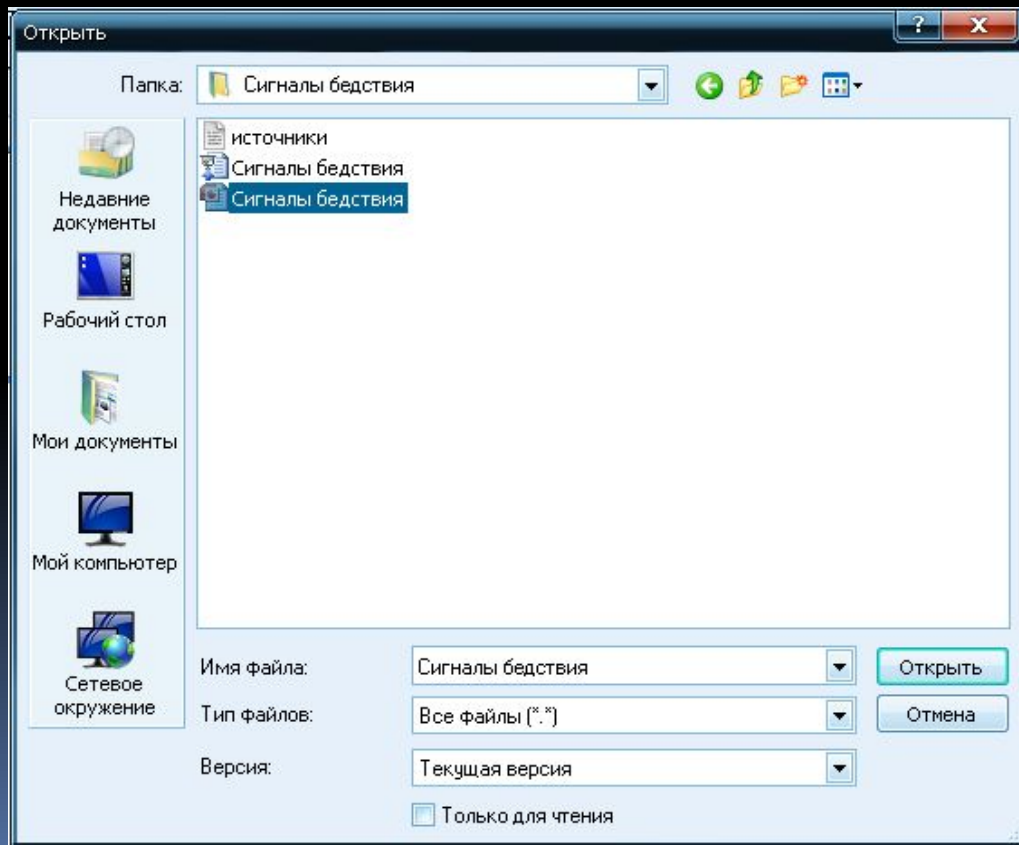 Открыть
Папка: Сигналы бедствия
источники
Сигналы бедствия
Сигналы бедствия
Недавние
документы
Рабочий стол
Мои документы
Мой компьютер
Сетевое
окружение
Имя файла: Сигналы бедствия Открыть
Тип файлов: Все файлы (*.*) Отмена
Версия: Текущая версия
Только для чтения